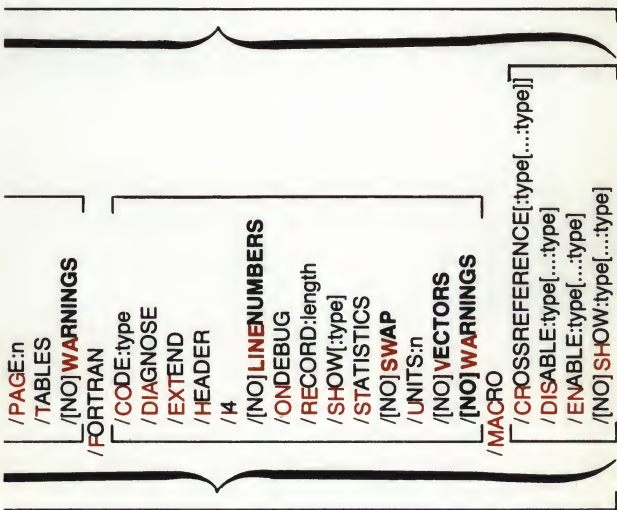 /PAGE:n
/TABLES
/[NO]WARNINGS
/FORTRAN
/CODE:type
/DIAGNOSE
/EXTEND
/HEADER
/I4
/[NO]LINENUMBERS
/ONDEBUG
/RECORD:length
/SHOW[:type]
/STATISTICS
/[NO]SWAP
/UNITS:n
/[NO]VECTORS
/[NO]WARNINGS
/MACRO
/CROSSREFERENCE[:type[...:type]]
/DISABLE:type[...:type]
/ENABLE:type[...:type]
/[NO]SHOW:type[...:type]